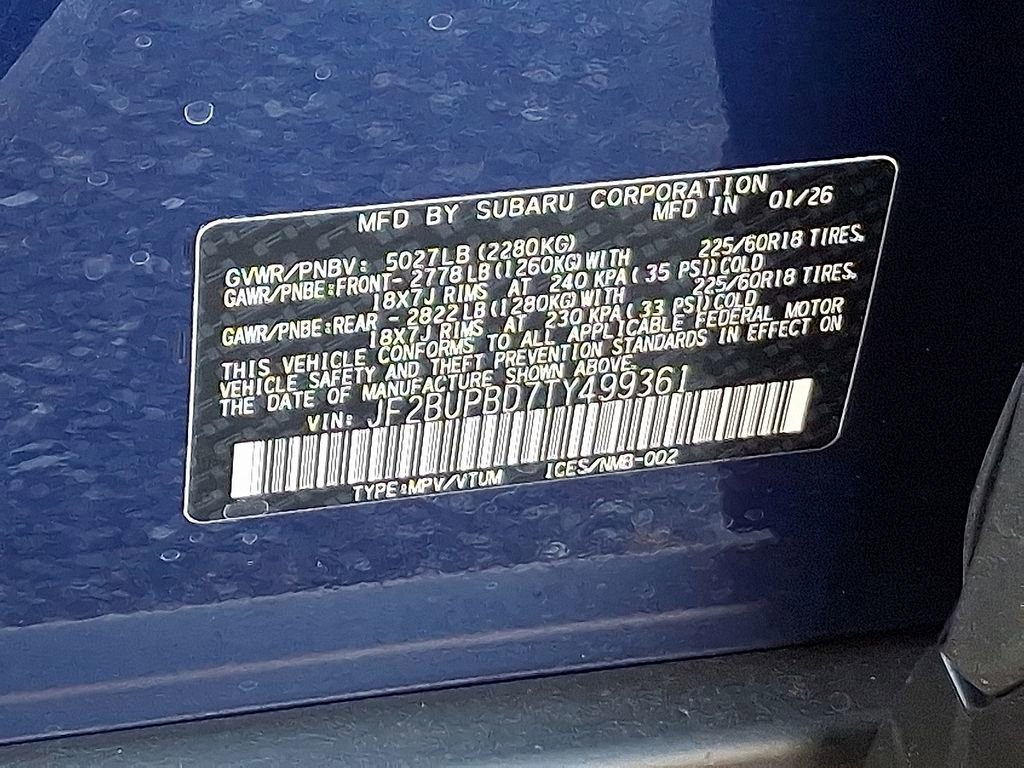 MFD BY SUBARU CORPORATION
MFD IN 01/26
GVWR/PNBV: 5027LB (2280KG)
GAWR/PNBE:FRONT- 2778LB(1260KG)WITH 225/60R18 TIRES.
18X7J RIMS AT 240 KPA( 35 PSI)COLD
GAWR/PNBE:REAR - 2822LB(1280KG)WITH 225/60R18 TIRES.
18X7J RIMS AT 230 KPA( 33 PSI)COLD
THIS VEHICLE CONFORMS TO ALL APPLICABLE FEDERAL MOTOR
VEHICLE SAFETY AND THEFT PREVENTION STANDARDS IN EFFECT ON
THE DATE OF MANUFACTURE SHOWN ABOVE.
VIN: JF2BUPBD7TY499361
TYPE:MPV/VTUM ICES/NMB-002